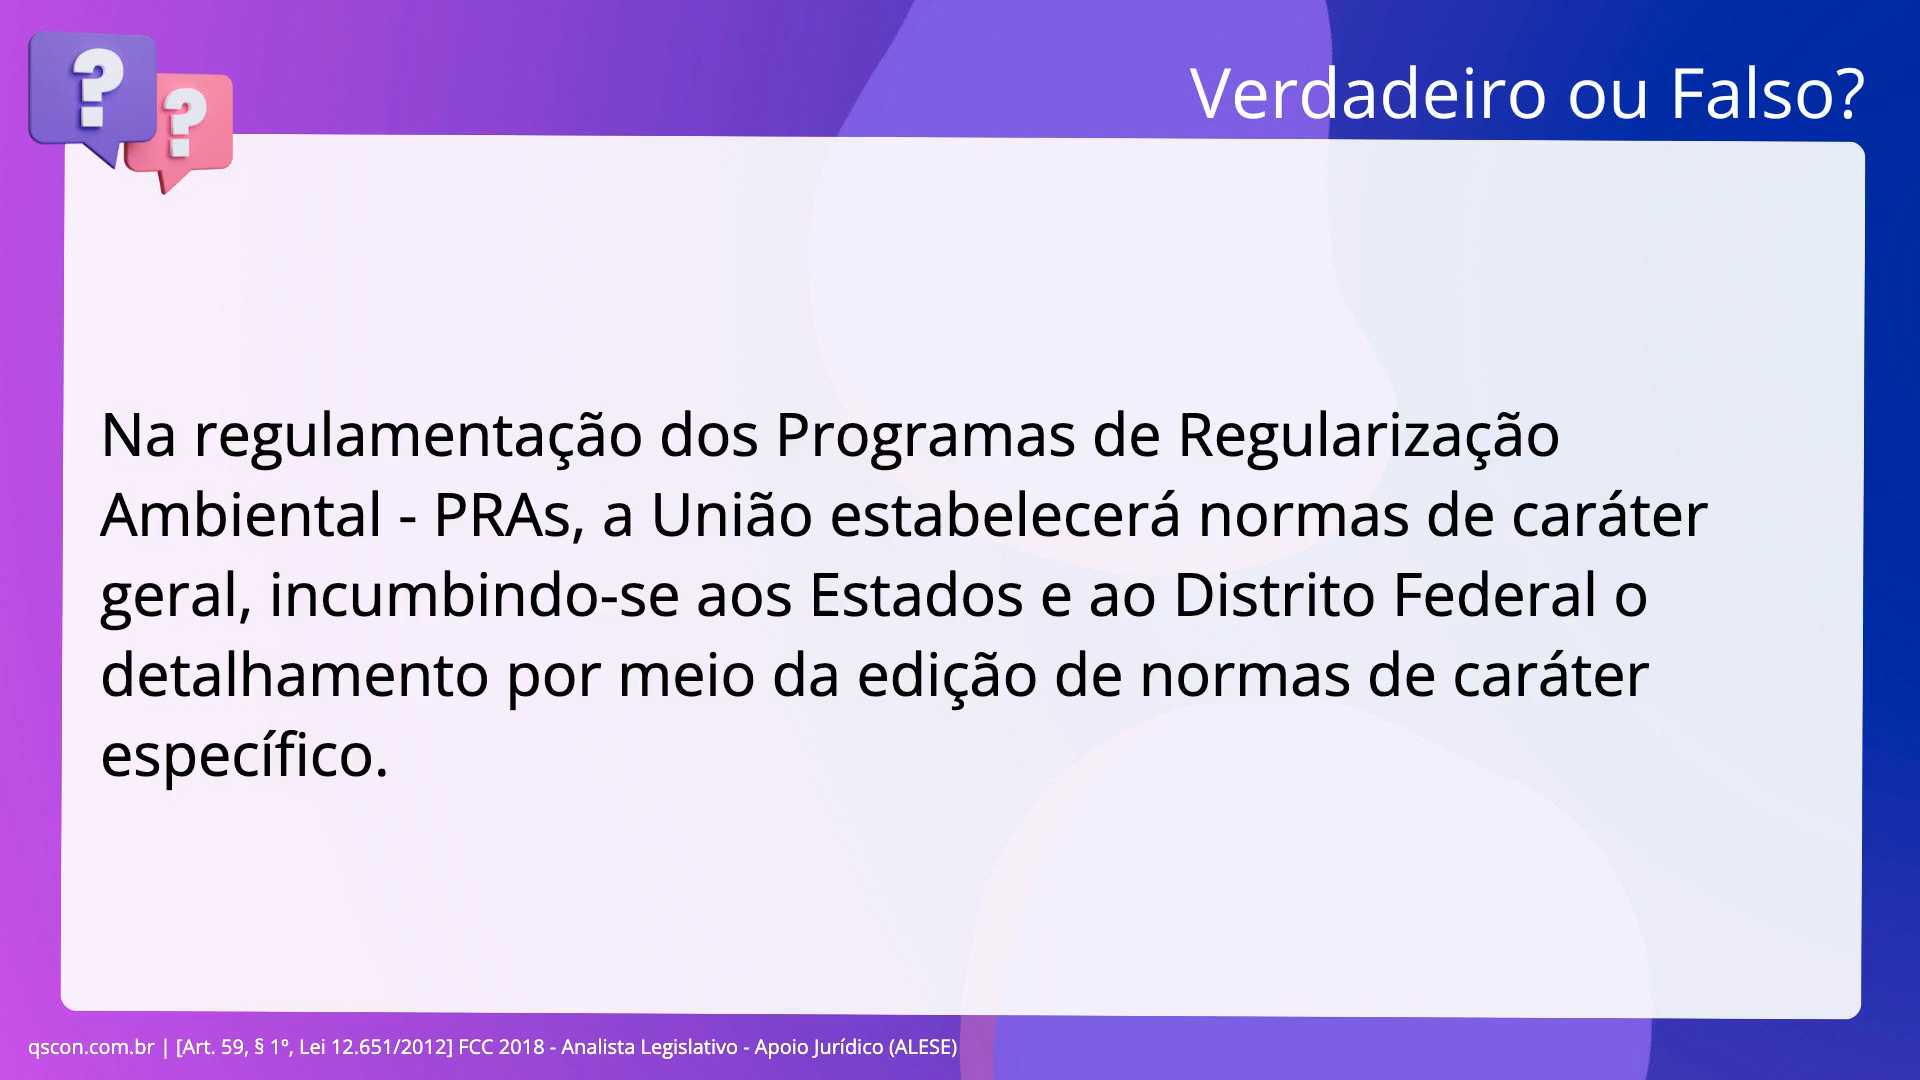 Verdadeiro ou Falso?
Na regulamentação dos Programas de Regularização
Ambiental - PRAs, a União estabelecerá normas de caráter
geral, incumbindo-se aos Estados e ao Distrito Federal o
detalhamento por meio da edição de normas de caráter
específico.
qscon.com.br | [Art. 59, § 1º, Lei 12.651/2012] FCC 2018 - Analista Legislativo - Apoio Jurídico (ALESE)